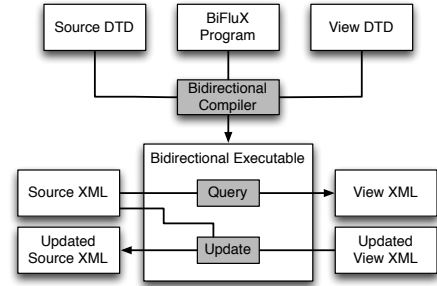 Source DTD
BiFluX
Program
View DTD
Bidirectional
Compiler
Bidirectional Executable
Source XML
Query
View XML
Updated
Source XML
Update
Updated
View XML